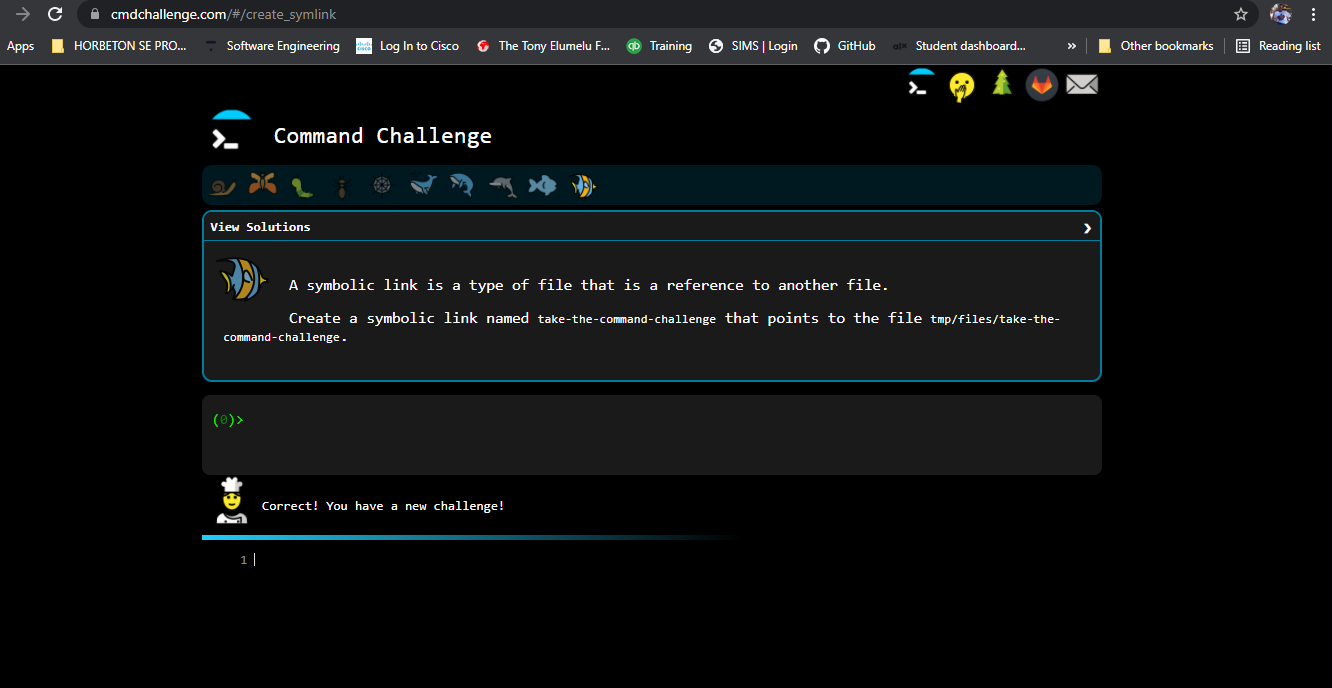 cmdchallenge.com/#/create_symlink
Apps HORBETON SE PRO... Software Engineering Log In to Cisco The Tony Elumelu F... Training SIMS | Login GitHub Student dashboard... » Other bookmarks Reading list
Command Challenge
View Solutions ❯
A symbolic link is a type of file that is a reference to another file.
Create a symbolic link named take-the-command-challenge that points to the file tmp/files/take-the-
command-challenge.
(0)>
Correct! You have a new challenge!
1